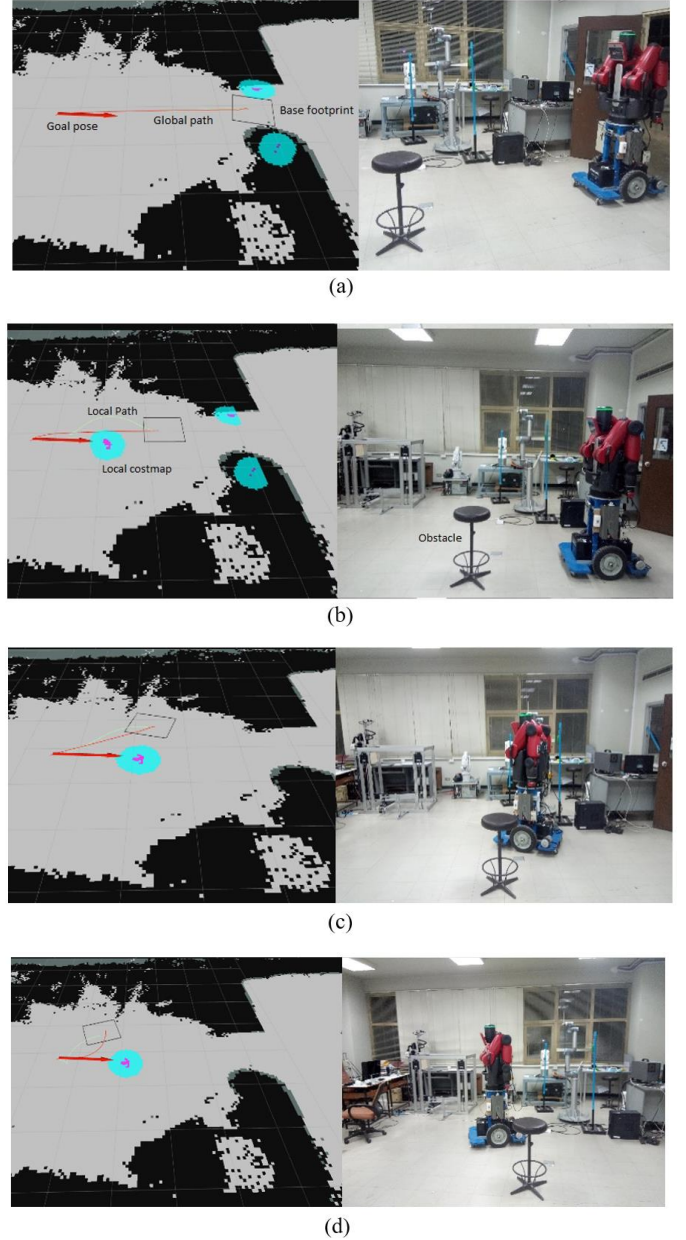 Goal pose
Global path
Base footprint
(a)
Local Path
Local costmap
Obstacle
(b)
(c)
(d)